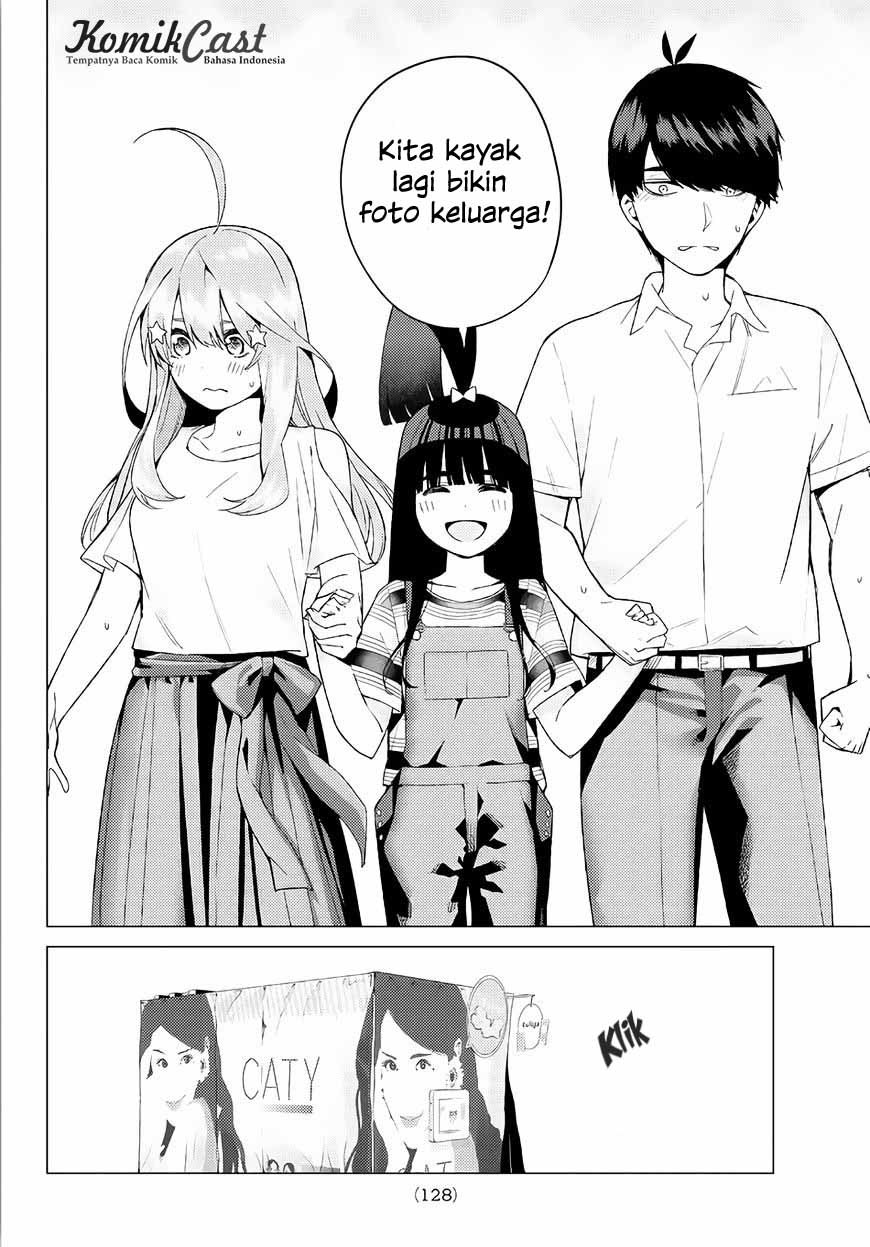 KomikCast
Tempatnya Baca Komik Bahasa Indonesia
Kita kayak
lagi bikin
foto keluarga!
Klik
CATY
(128)